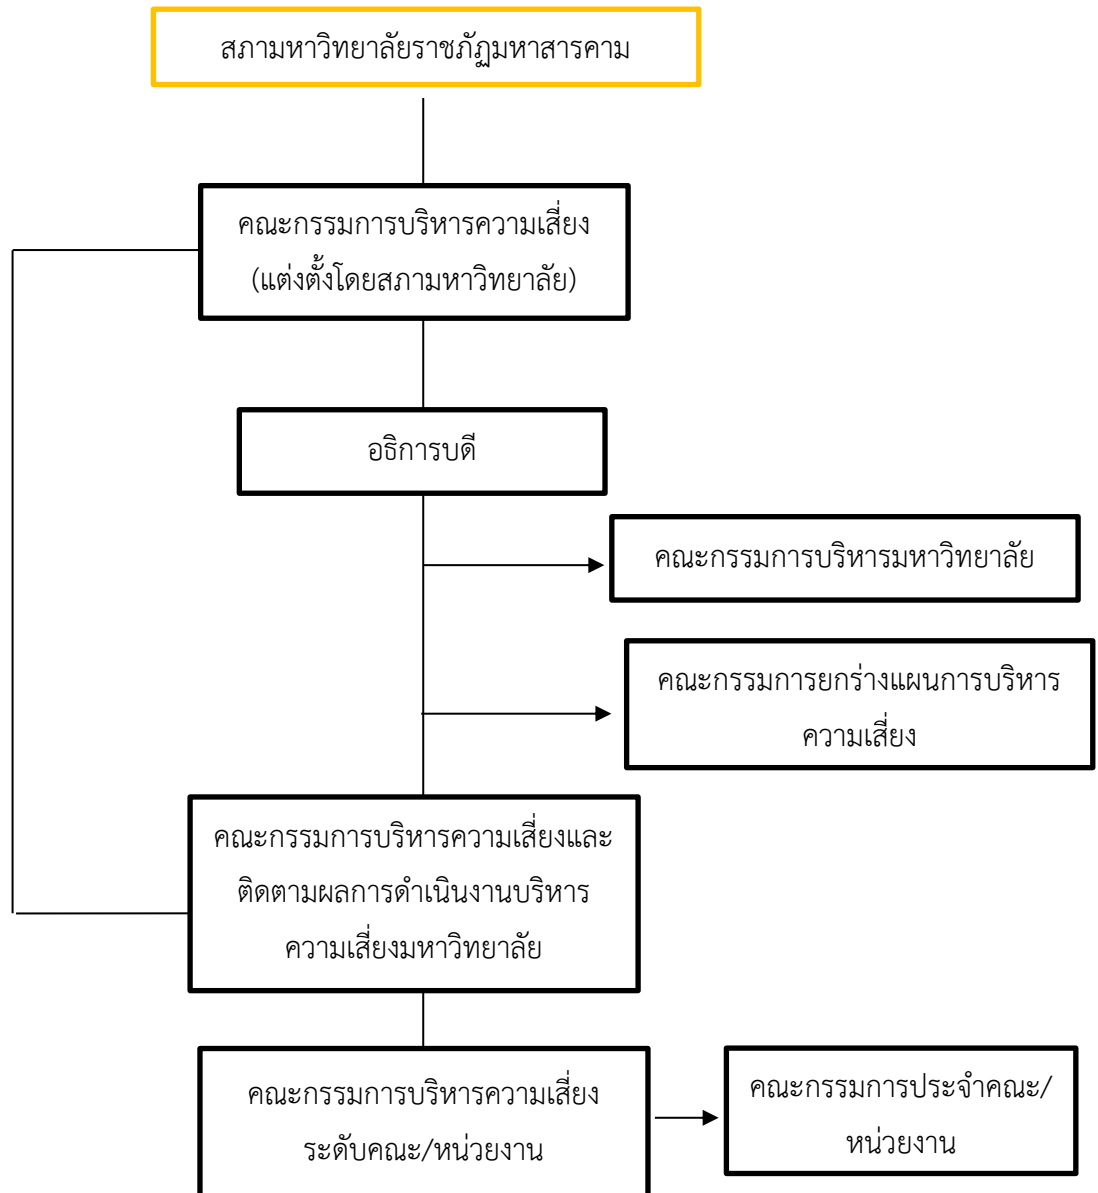 สภามหาวิทยาลัยราชภัฏมหาสารคาม
คณะกรรมการบริหารความเสี่ยง
(แต่งตั้งโดยสภามหาวิทยาลัย)
อธิการบดี
คณะกรรมการบริหารมหาวิทยาลัย
คณะกรรมการยกร่างแผนการบริหาร
ความเสี่ยง
คณะกรรมการบริหารความเสี่ยงและ
ติดตามผลการดำเนินงานบริหาร
ความเสี่ยงมหาวิทยาลัย
คณะกรรมการบริหารความเสี่ยง
ระดับคณะ/หน่วยงาน
คณะกรรมการประจำคณะ/
หน่วยงาน